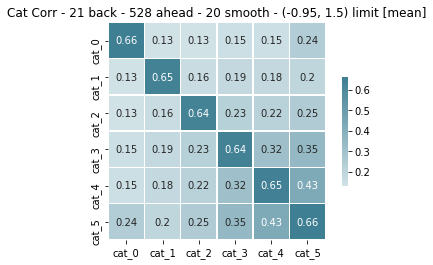 Cat Corr - 21 back - 528 ahead - 20 smooth - (-0.95, 1.5) limit [mean]
cat_0 0.66 0.13 0.13 0.15 0.15 0.24
cat_1 0.13 0.65 0.16 0.19 0.18 0.2
cat_2 0.13 0.16 0.64 0.23 0.22 0.25
cat_3 0.15 0.19 0.23 0.64 0.32 0.35
cat_4 0.15 0.18 0.22 0.32 0.65 0.43
cat_5 0.24 0.2 0.25 0.35 0.43 0.66
cat_0 cat_1 cat_2 cat_3 cat_4 cat_5
0.6
0.5
0.4
0.3
0.2